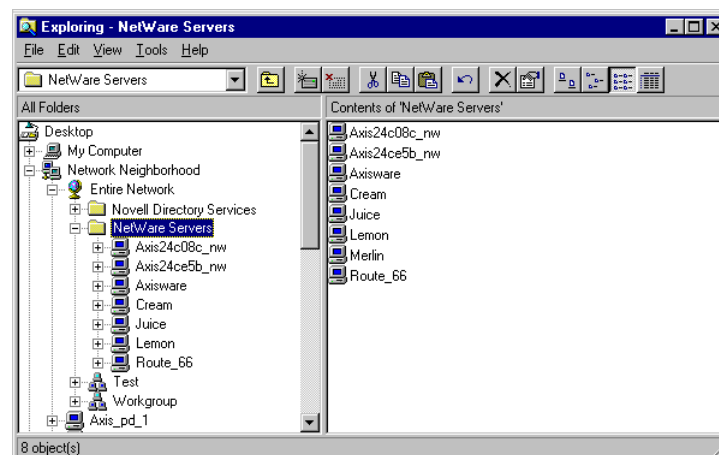 Exploring - NetWare Servers
File Edit View Tools Help
NetWare Servers
All Folders
Contents of 'NetWare Servers'
Desktop
My Computer
Network Neighborhood
Entire Network
Novell Directory Services
NetWare Servers
Axis24c08c_nw
Axis24ce5b_nw
Axisware
Cream
Juice
Lemon
Route_66
Test
Workgroup
Axis_pd_1
Axis24c08c_nw
Axis24ce5b_nw
Axisware
Cream
Juice
Lemon
Merlin
Route_66
8 object(s)